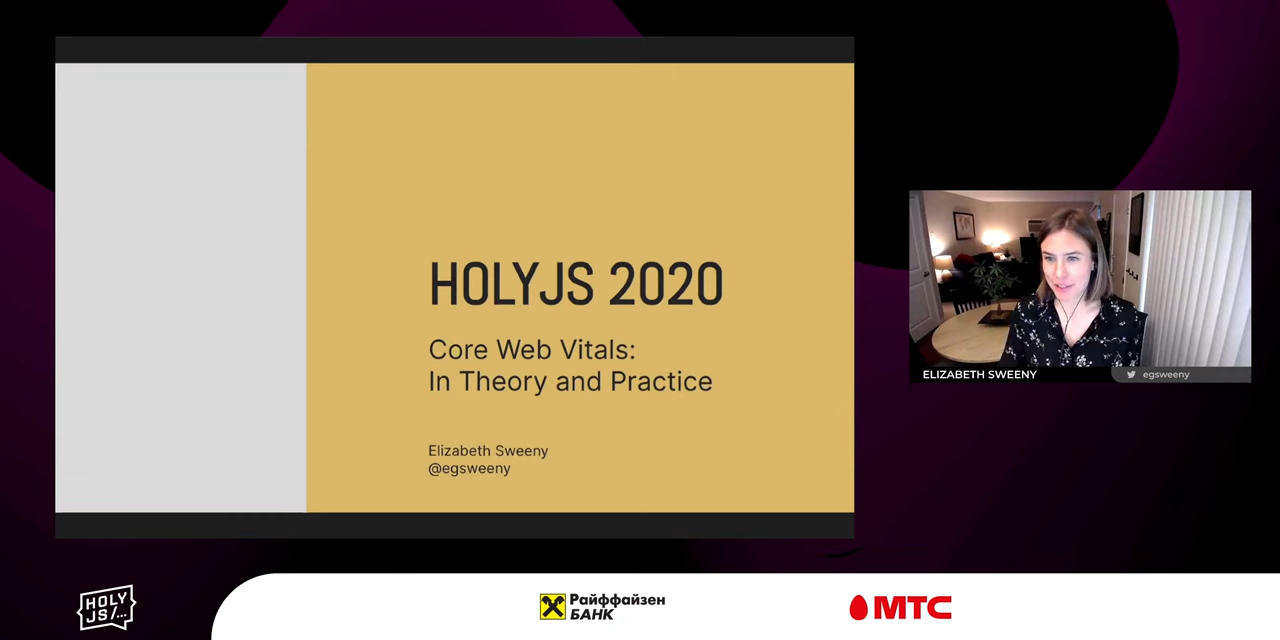 HOLYJS 2020
Core Web Vitals:
In Theory and Practice
Elizabeth Sweeny
@egsweeny
ELIZABETH SWEENY
egsweeny
HOLY
JS/...
Райффайзен
БАНК
МТС